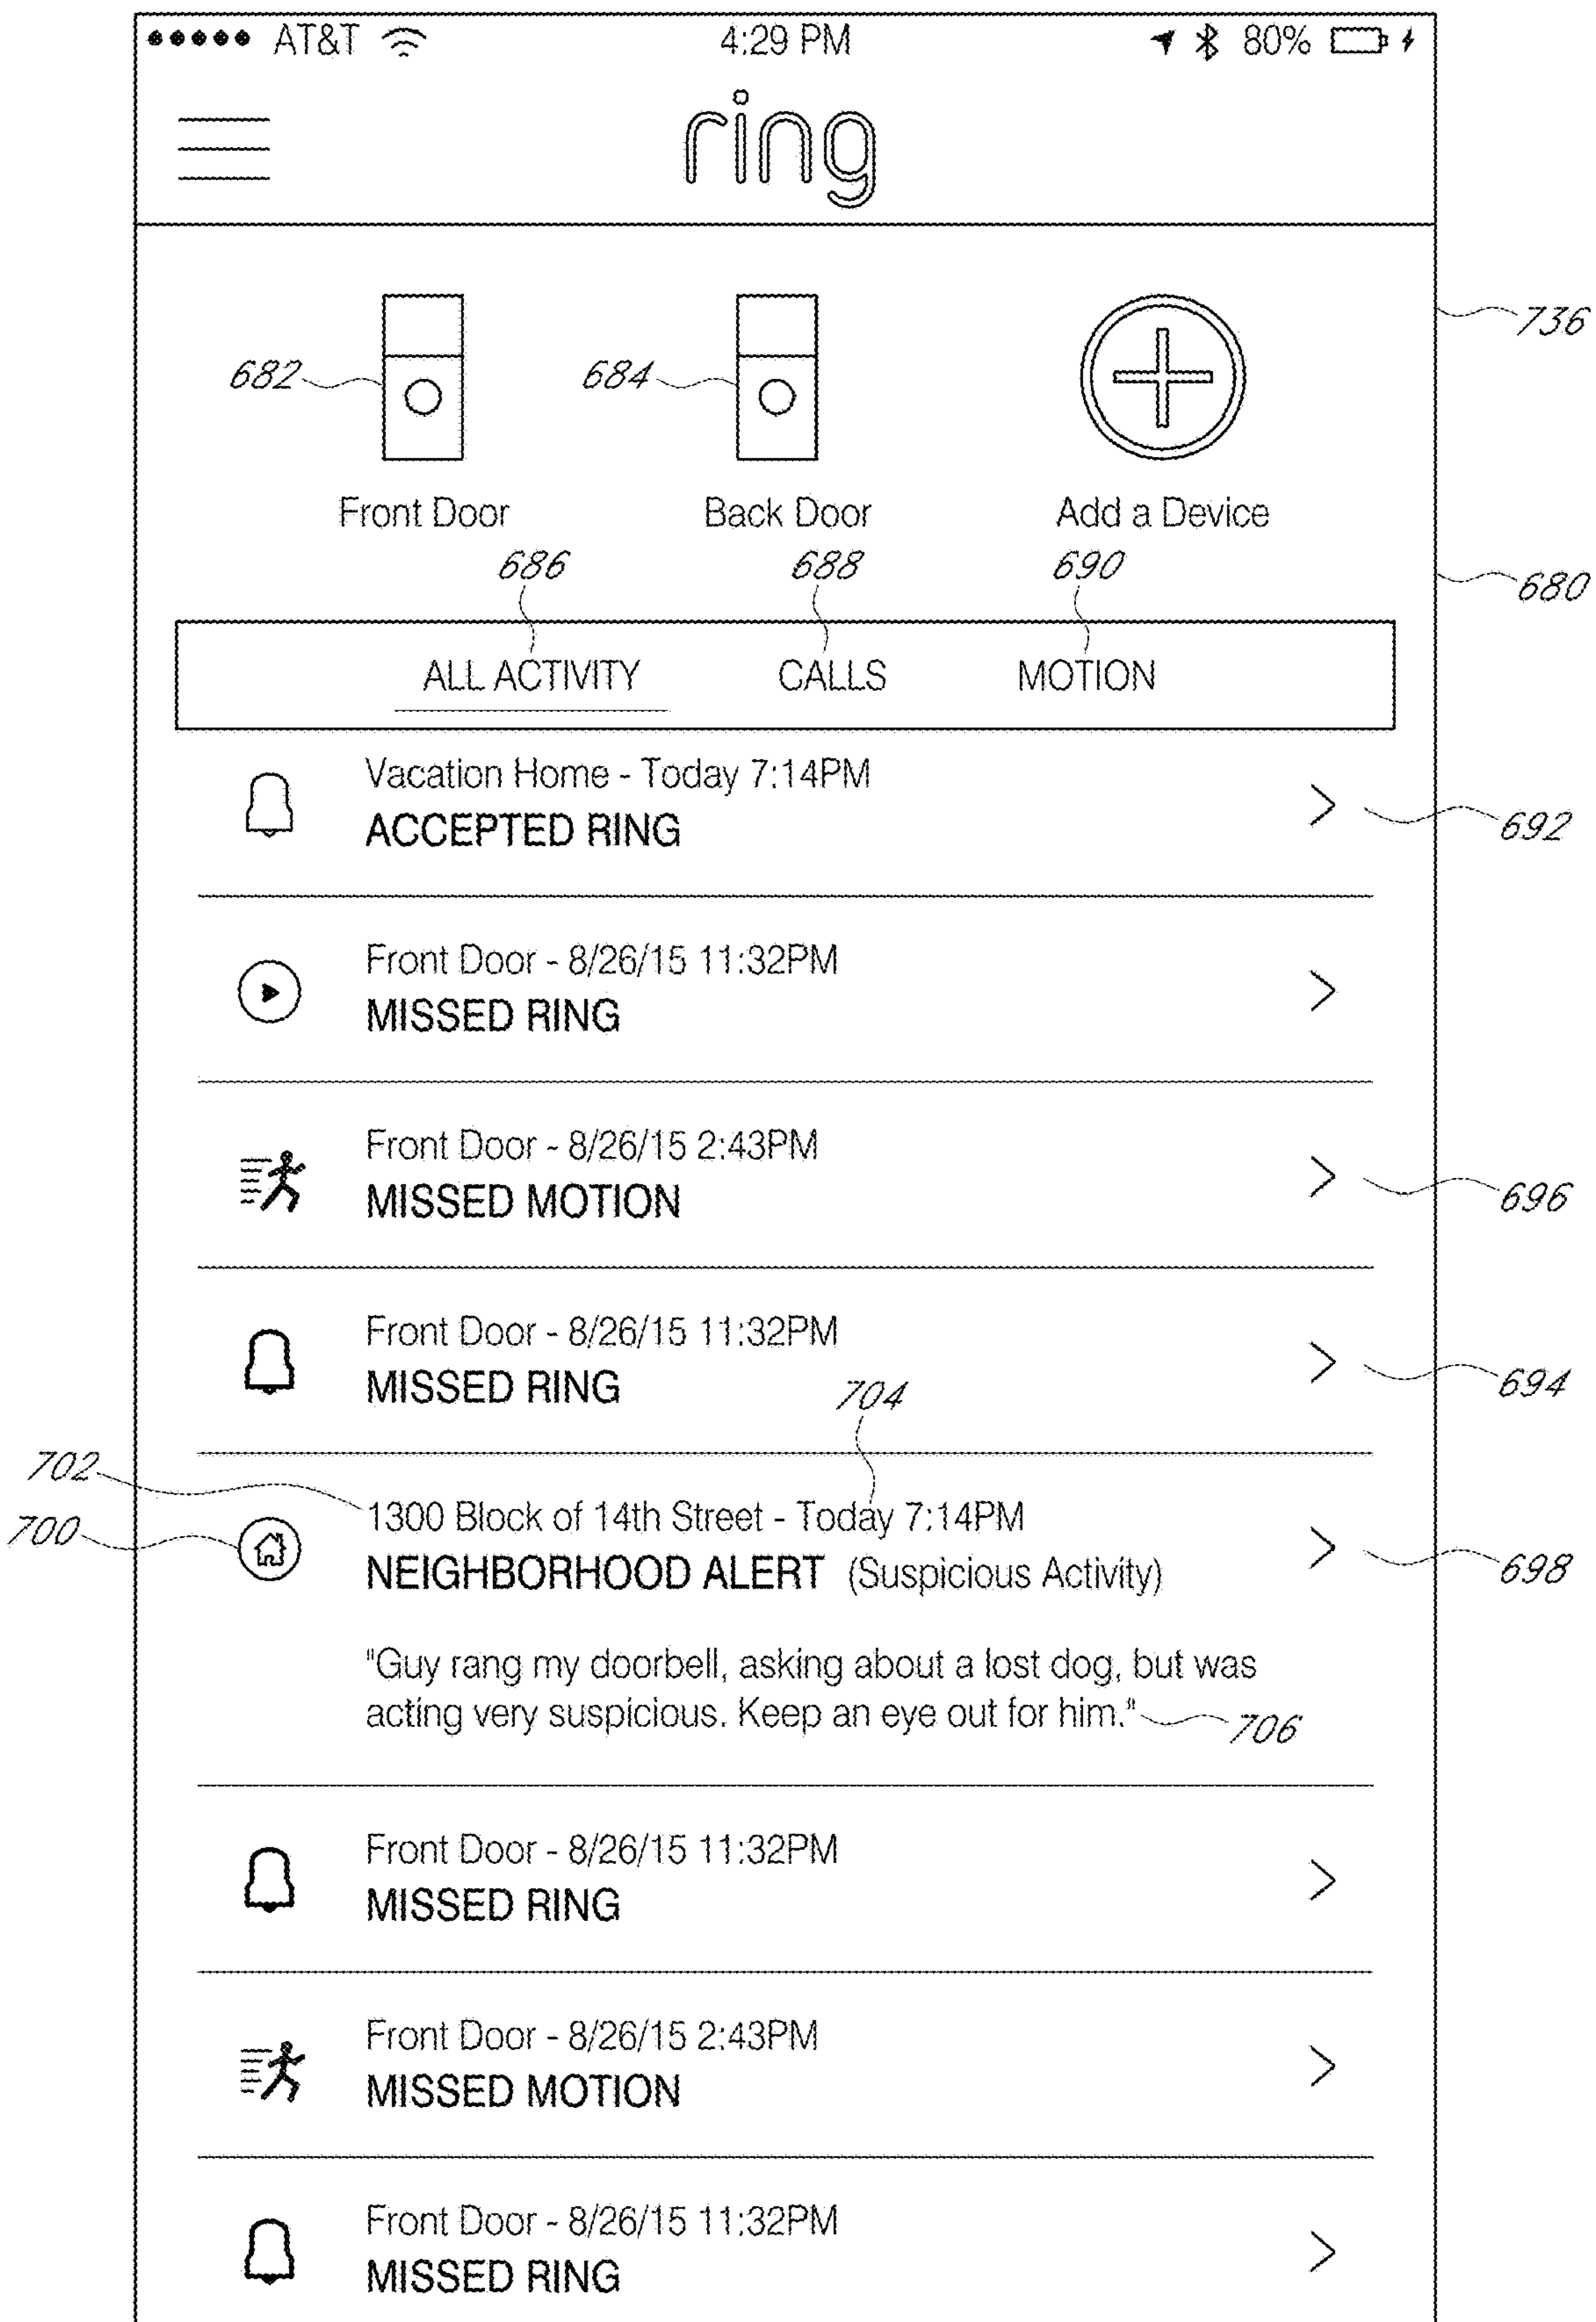 AT&T 4:29 PM 80%
ring
736
682 684
Front Door Back Door Add a Device
686 688 690
680
ALL ACTIVITY CALLS MOTION
Vacation Home - Today 7:14PM
ACCEPTED RING
692
Front Door - 8/26/15 11:32PM
MISSED RING
Front Door - 8/26/15 2:43PM
MISSED MOTION
696
Front Door - 8/26/15 11:32PM
MISSED RING
694
704
702
1300 Block of 14th Street - Today 7:14PM
700
NEIGHBORHOOD ALERT (Suspicious Activity)
698
"Guy rang my doorbell, asking about a lost dog, but was
acting very suspicious. Keep an eye out for him."
706
Front Door - 8/26/15 11:32PM
MISSED RING
Front Door - 8/26/15 2:43PM
MISSED MOTION
Front Door - 8/26/15 11:32PM
MISSED RING